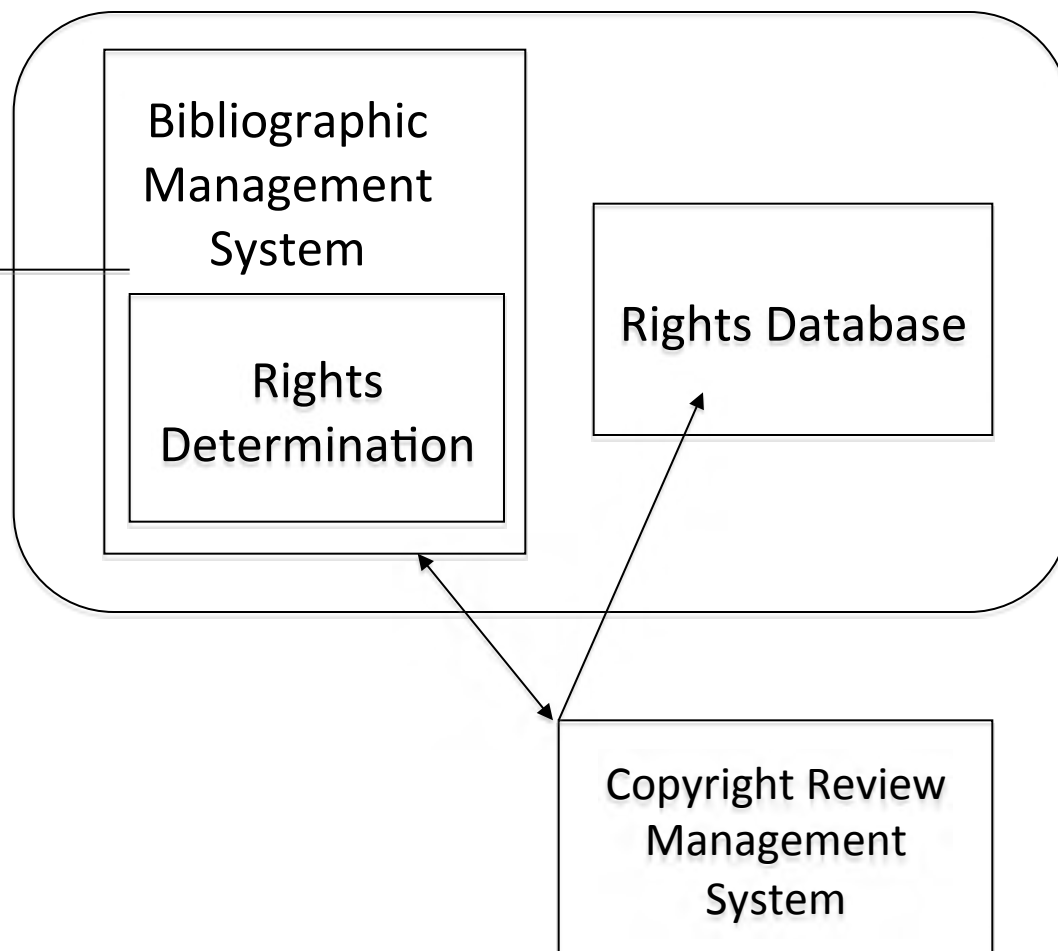 Bibliographic
Management
System
Rights
Determination
Rights Database
Copyright Review
Management
System